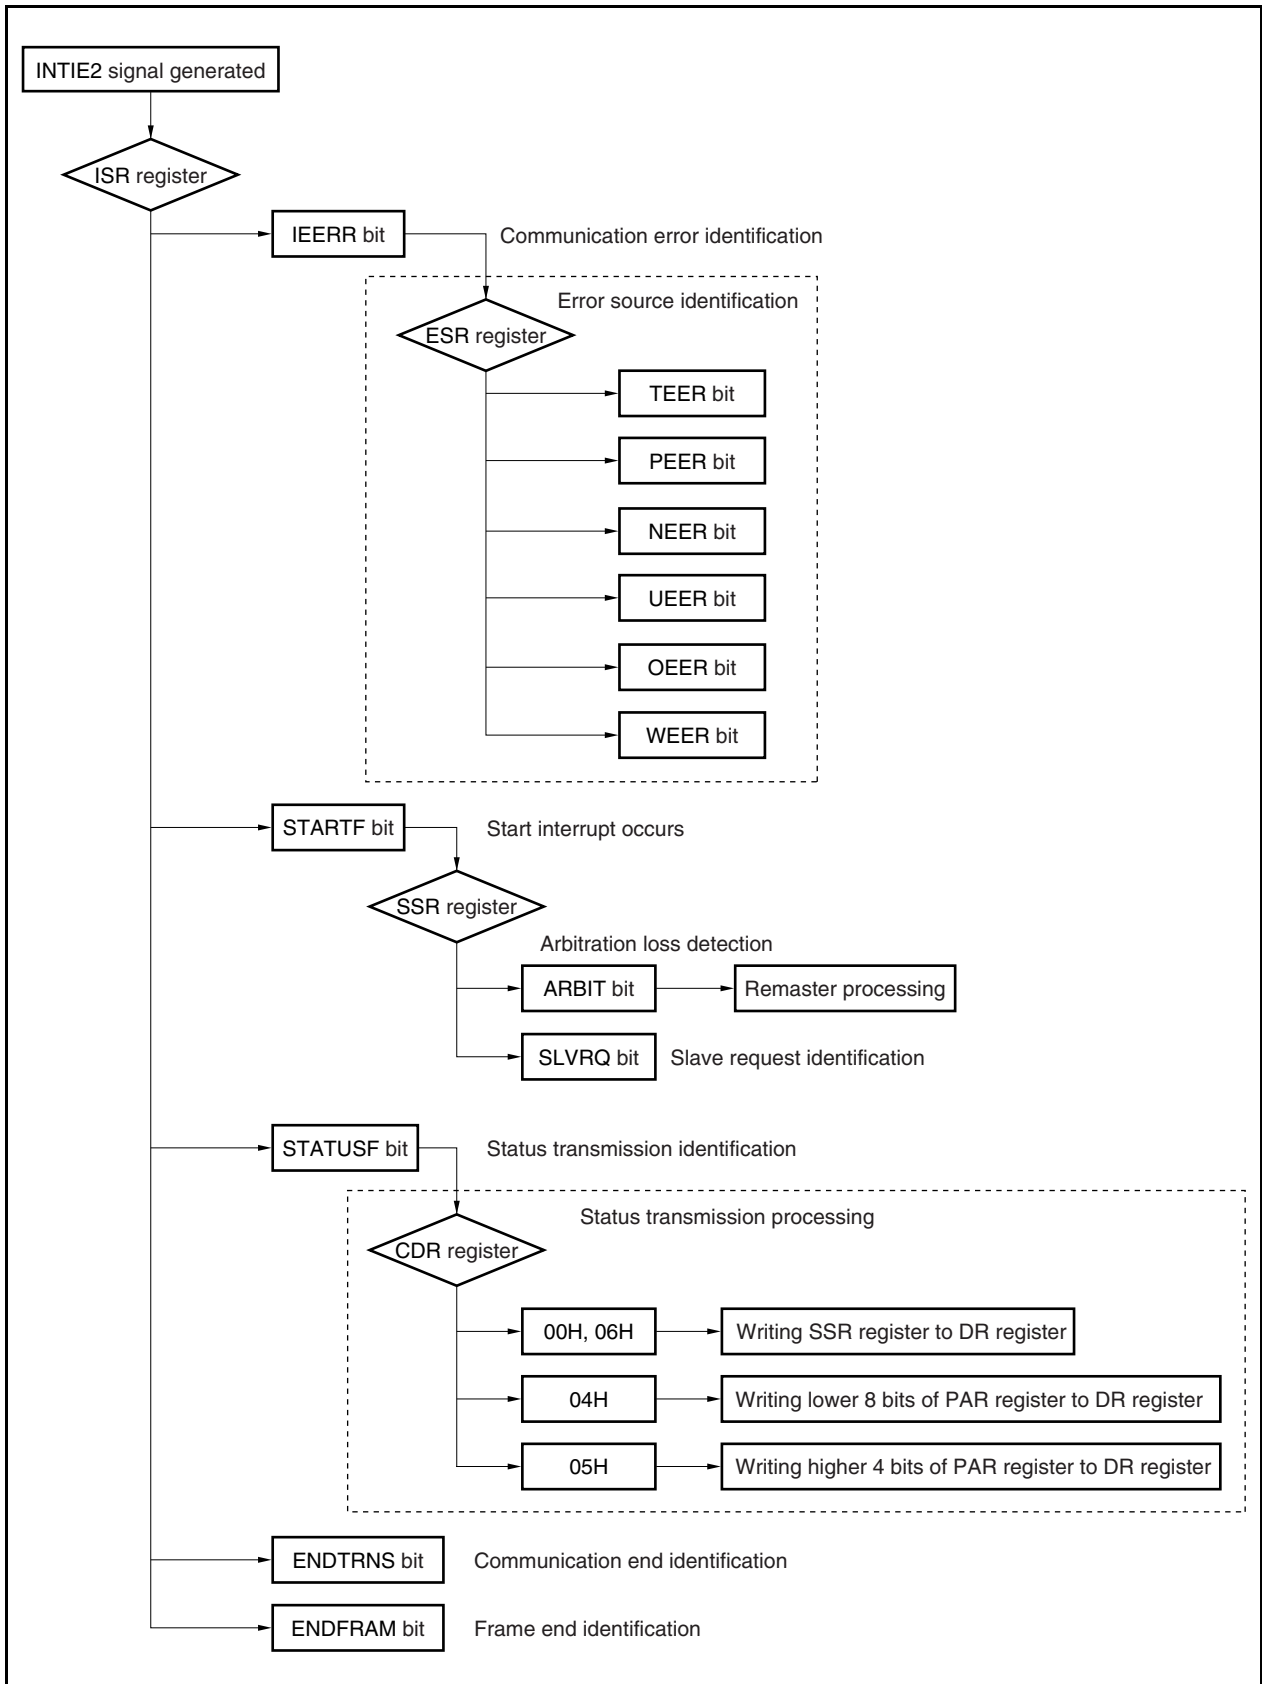 INTIE2 signal generated
ISR register
IEERR bit
Communication error identification
Error source identification
ESR register
TEER bit
PEER bit
NEER bit
UEER bit
OEER bit
WEER bit
STARTF bit
Start interrupt occurs
SSR register
Arbitration loss detection
ARBIT bit
Remaster processing
SLVRQ bit
Slave request identification
STATUSF bit
Status transmission identification
Status transmission processing
CDR register
00H, 06H
Writing SSR register to DR register
04H
Writing lower 8 bits of PAR register to DR register
05H
Writing higher 4 bits of PAR register to DR register
ENDTRNS bit
Communication end identification
ENDFRAM bit
Frame end identification